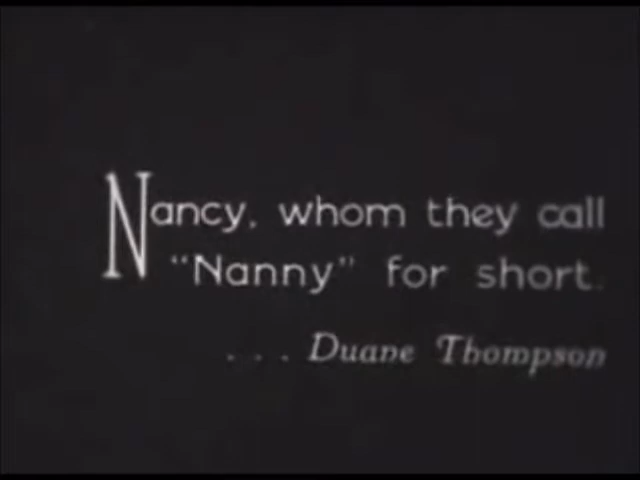 Nancy, whom they call
"Nanny" for short.
. . . Duane Thompson